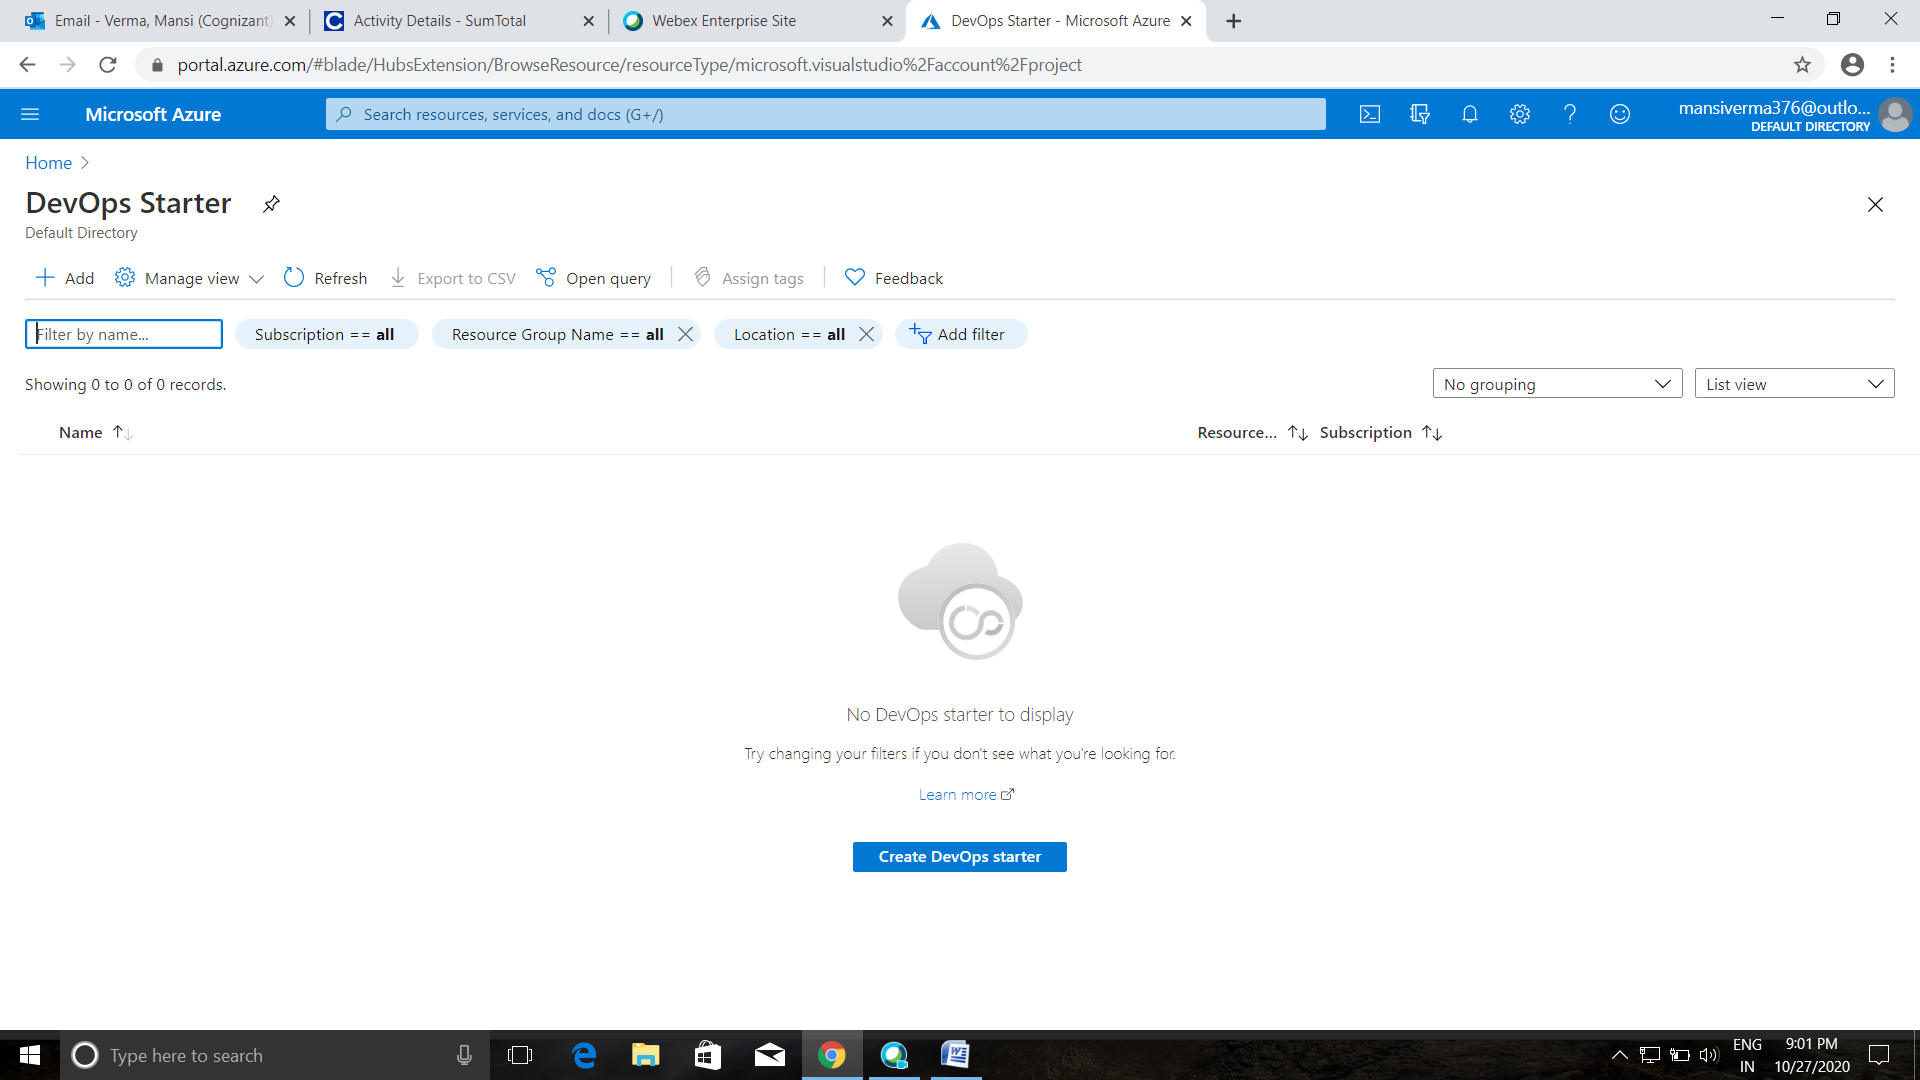 Email - Verma, Mansi (Cognizant)
Activity Details - SumTotal
Webex Enterprise Site
DevOps Starter - Microsoft Azure
portal.azure.com/#blade/HubsExtension/BrowseResource/resourceType/microsoft.visualstudio%2Faccount%2Fproject
Microsoft Azure
Search resources, services, and docs (G+/)
mansiverma376@outlo...
DEFAULT DIRECTORY
Home
DevOps Starter
Default Directory
Add
Manage view
Refresh
Export to CSV
Open query
Assign tags
Feedback
Filter by name...
Subscription == all
Resource Group Name == all
Location == all
Add filter
Showing 0 to 0 of 0 records.
No grouping
List view
Name
Resource...
Subscription
No DevOps starter to display
Try changing your filters if you don't see what you're looking for.
Learn more
Create DevOps starter
Type here to search
ENG
IN
9:01 PM
10/27/2020